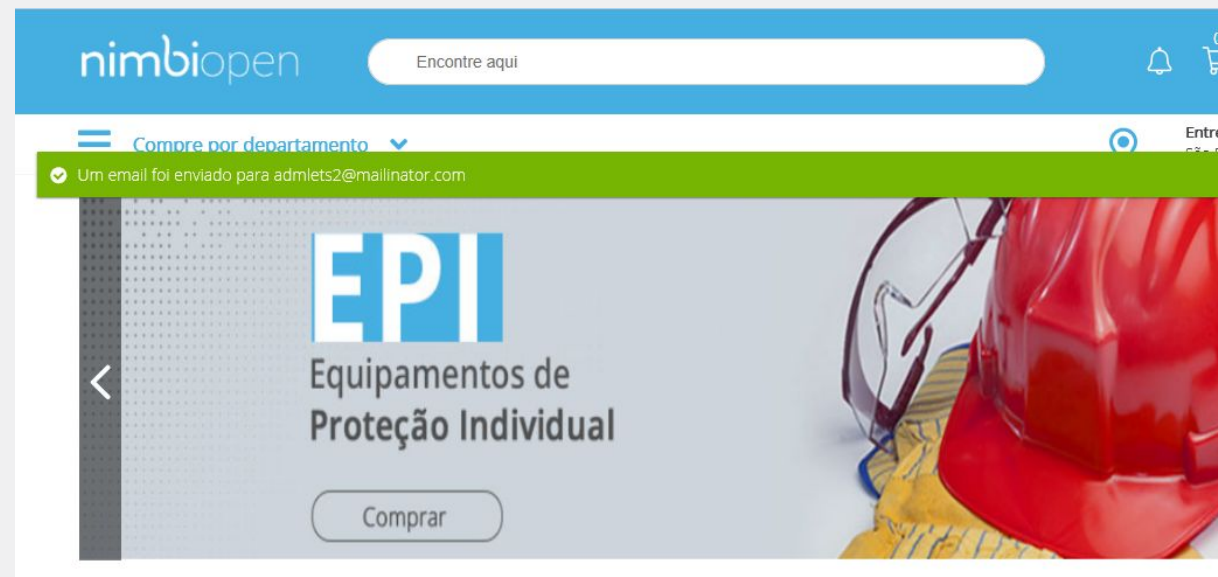 nimbiopen
Encontre aqui
Compre por departamento
Um email foi enviado para admlets2@mailinator.com
EPI
Equipamentos de
Proteção Individual
Comprar